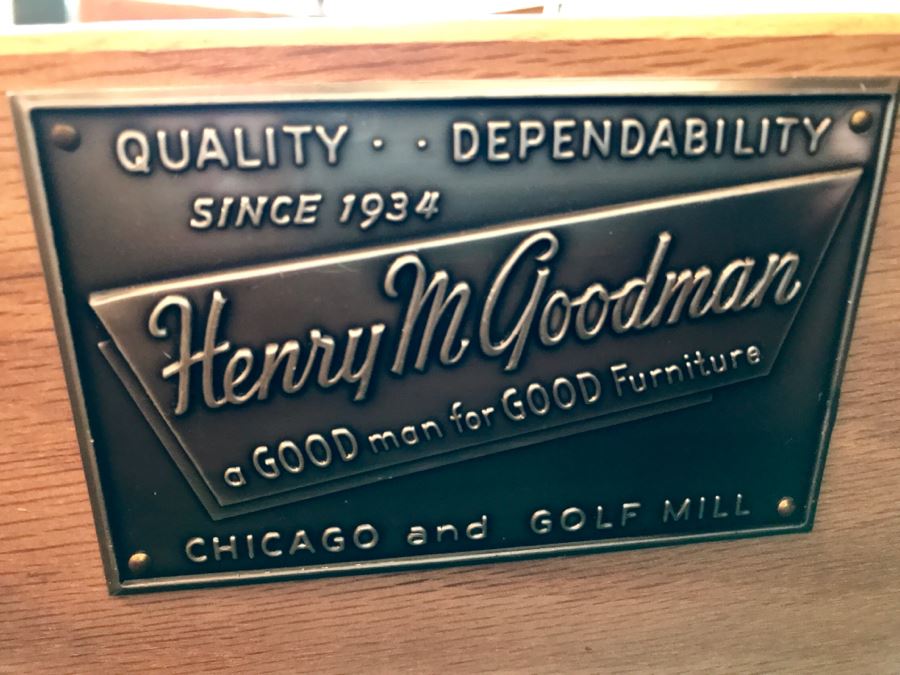 QUALITY · · DEPENDABILITY
SINCE 1934
Henry M Goodman
a GOOD man for GOOD Furniture
CHICAGO and GOLF MILL